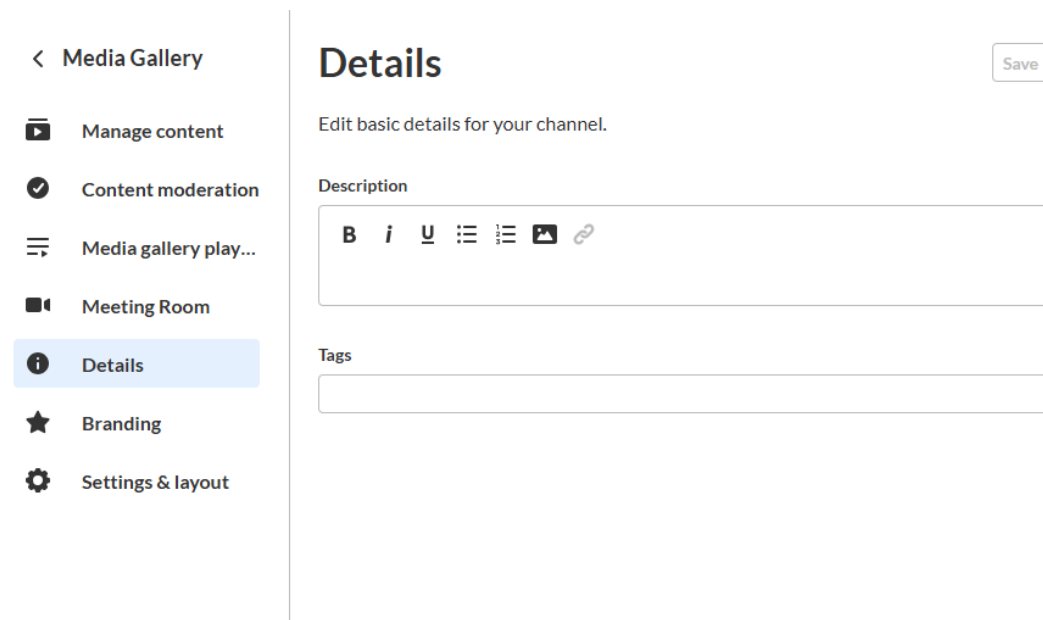 Media Gallery
Manage content
Content moderation
Media gallery play...
Meeting Room
Details
Branding
Settings & layout
Details
Save
Edit basic details for your channel.
Description
B i U
Tags